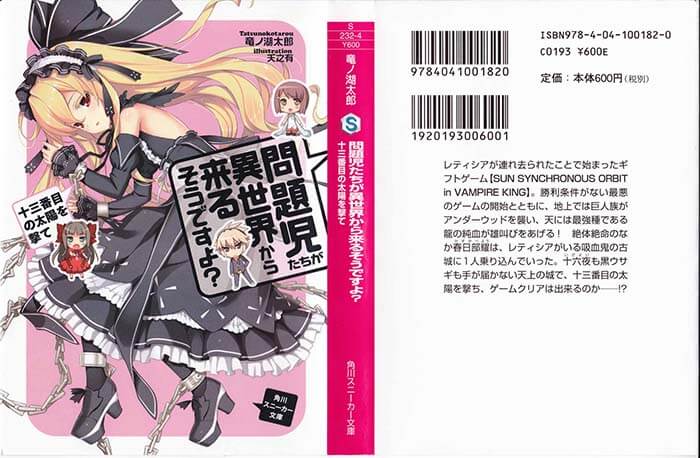 Tatsunokotarou
竜ノ湖太郎
illustration
天之有
問題児たちが
異世界から
来る
そうですよ?
十三番目
の太陽を
撃て
角川
スニーカー
文庫
S
232-4
¥600
竜ノ湖太郎
S
問題児たちが異世界から来るそうですよ?
十三番目の太陽を撃て
角川スニーカー文庫
9784041001820
1920193006001
ISBN978-4-04-100182-0
C0193 ¥600E
定価:本体600円(税別)
レティシアが連れ去られたことで始まったギ
フトゲーム【SUN SYNCHRONOUS ORBIT
in VAMPIRE KING】。勝利条件がない最悪
のゲームの開始とともに、地上では巨人族が
アンダーウッドを襲い、天には最強種である
龍の純血が雄叫びをあげる! 絶体絶命のな
か春日部耀は、レティシアがいる吸血鬼の古
城に1人乗り込んでいった。十六夜も黒ウサ
ギも手が届かない天上の城で、十三番目の太
陽を撃ち、ゲームクリアは出来るのか――!?